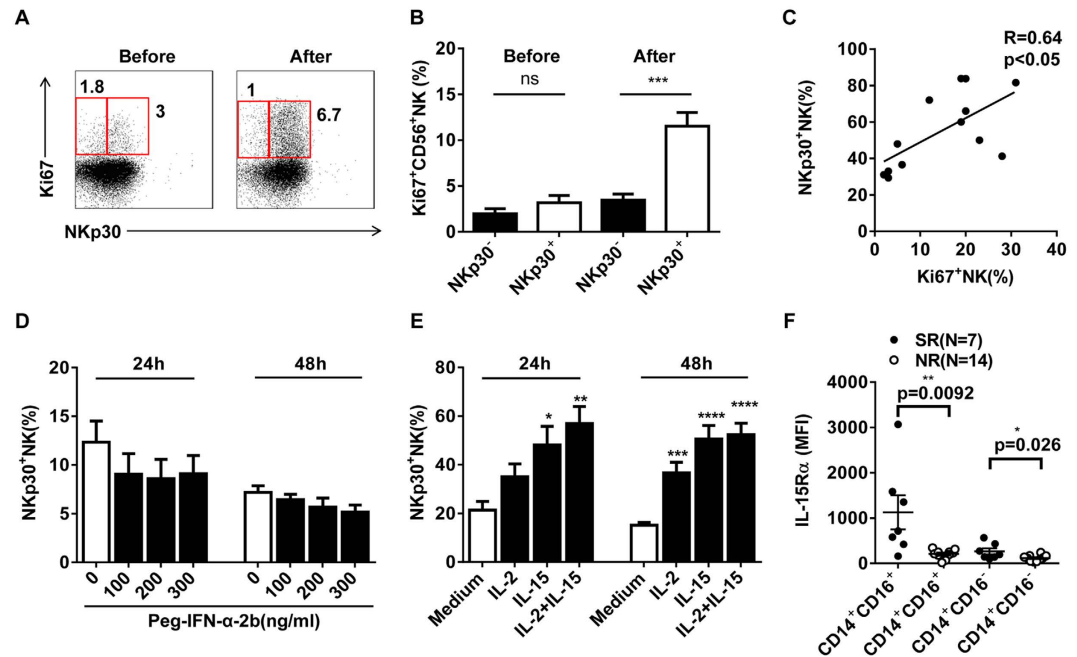 A
Before
After
1.8
3
1
6.7
Ki67
NKp30
B
Ki67⁺CD56⁺NK (%)
20
15
10
5
0
Before
After
ns
***
NKp30⁻
NKp30⁺
NKp30⁻
NKp30⁺
C
R=0.64
p<0.05
NKp30⁺NK(%)
100
80
60
40
20
0
0
10
20
30
40
Ki67⁺NK(%)
D
24h
48h
NKp30⁺NK(%)
20
15
10
5
0
0
100
200
300
0
100
200
300
Peg-IFN-α-2b(ng/ml)
E
24h
48h
NKp30⁺NK(%)
80
60
40
20
0
*
**
***
****
****
Medium
IL-2
IL-15
IL-2+IL-15
Medium
IL-2
IL-15
IL-2+IL-15
F
SR(N=7)
NR(N=14)
IL-15Rα (MFI)
4000
3000
2000
1000
0
**
p=0.0092
*
p=0.026
CD14⁺CD16⁺
CD14⁺CD16⁺
CD14⁺CD16⁻
CD14⁺CD16⁻